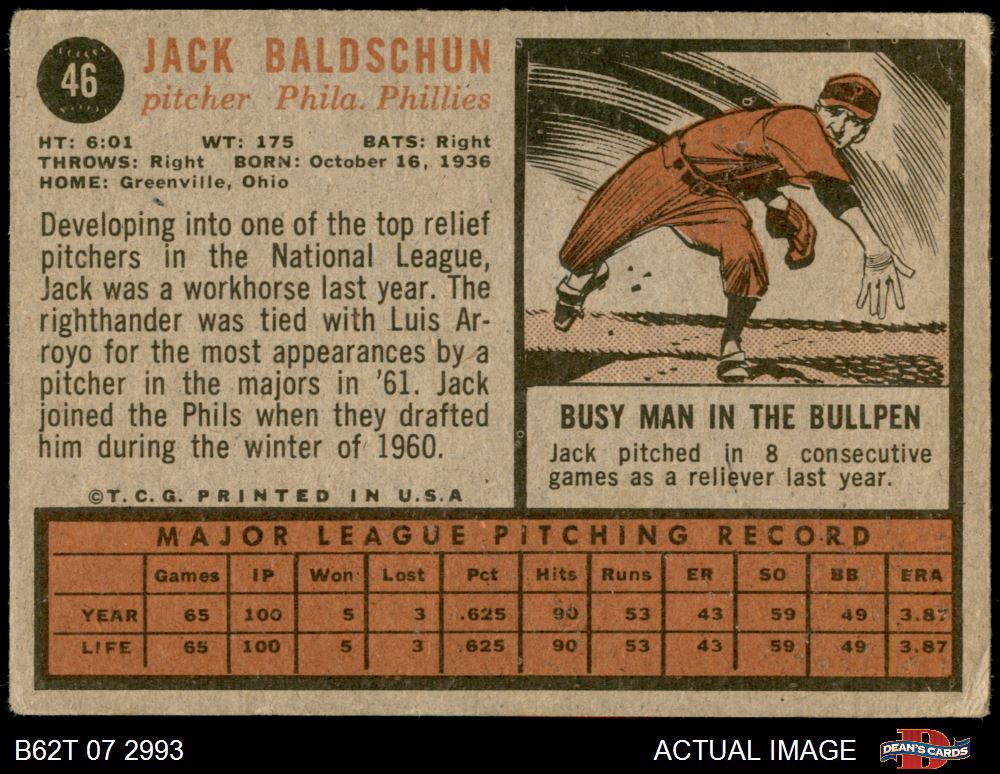 46
JACK BALDSCHUN
pitcher Phila. Phillies
HT: 6:01 WT: 175 BATS: Right
THROWS: Right BORN: October 16, 1936
HOME: Greenville, Ohio
Developing into one of the top relief
pitchers in the National League,
Jack was a workhorse last year. The
righthander was tied with Luis Ar-
royo for the most appearances by a
pitcher in the majors in '61. Jack
joined the Phils when they drafted
him during the winter of 1960.
©T.C.G. PRINTED IN U.S.A
P
BUSY MAN IN THE BULLPEN
Jack pitched in 8 consecutive
games as a reliever last year.
MAJOR LEAGUE PITCHING RECORD
Games IP Won Lost Pct Hits Runs ER SO BB ERA
YEAR 65 100 5 3 .625 90 53 43 59 49 3.87
LIFE 65 100 5 3 .625 90 53 43 59 49 3.87
B62T 07 2993 ACTUAL IMAGE DEAN'S CARDS